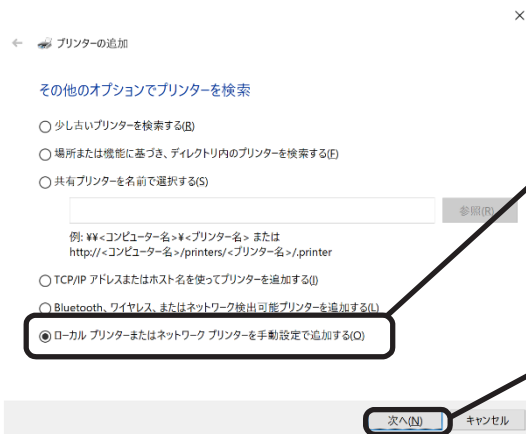 プリンターの追加
その他のオプションでプリンターを検索
少し古いプリンターを検索する(R)
場所または機能に基づき、ディレクトリ内のプリンターを検索する(F)
共有プリンターを名前で選択する(S)
参照(R)
例: ¥¥<コンピューター名>¥<プリンター名> または
http://<コンピューター名>/printers/<プリンター名>/.printer
TCP/IP アドレスまたはホスト名を使ってプリンターを追加する(I)
Bluetooth、ワイヤレス、またはネットワーク検出可能プリンターを追加する(L)
ローカル プリンターまたはネットワーク プリンターを手動設定で追加する(O)
次へ(N)
キャンセル